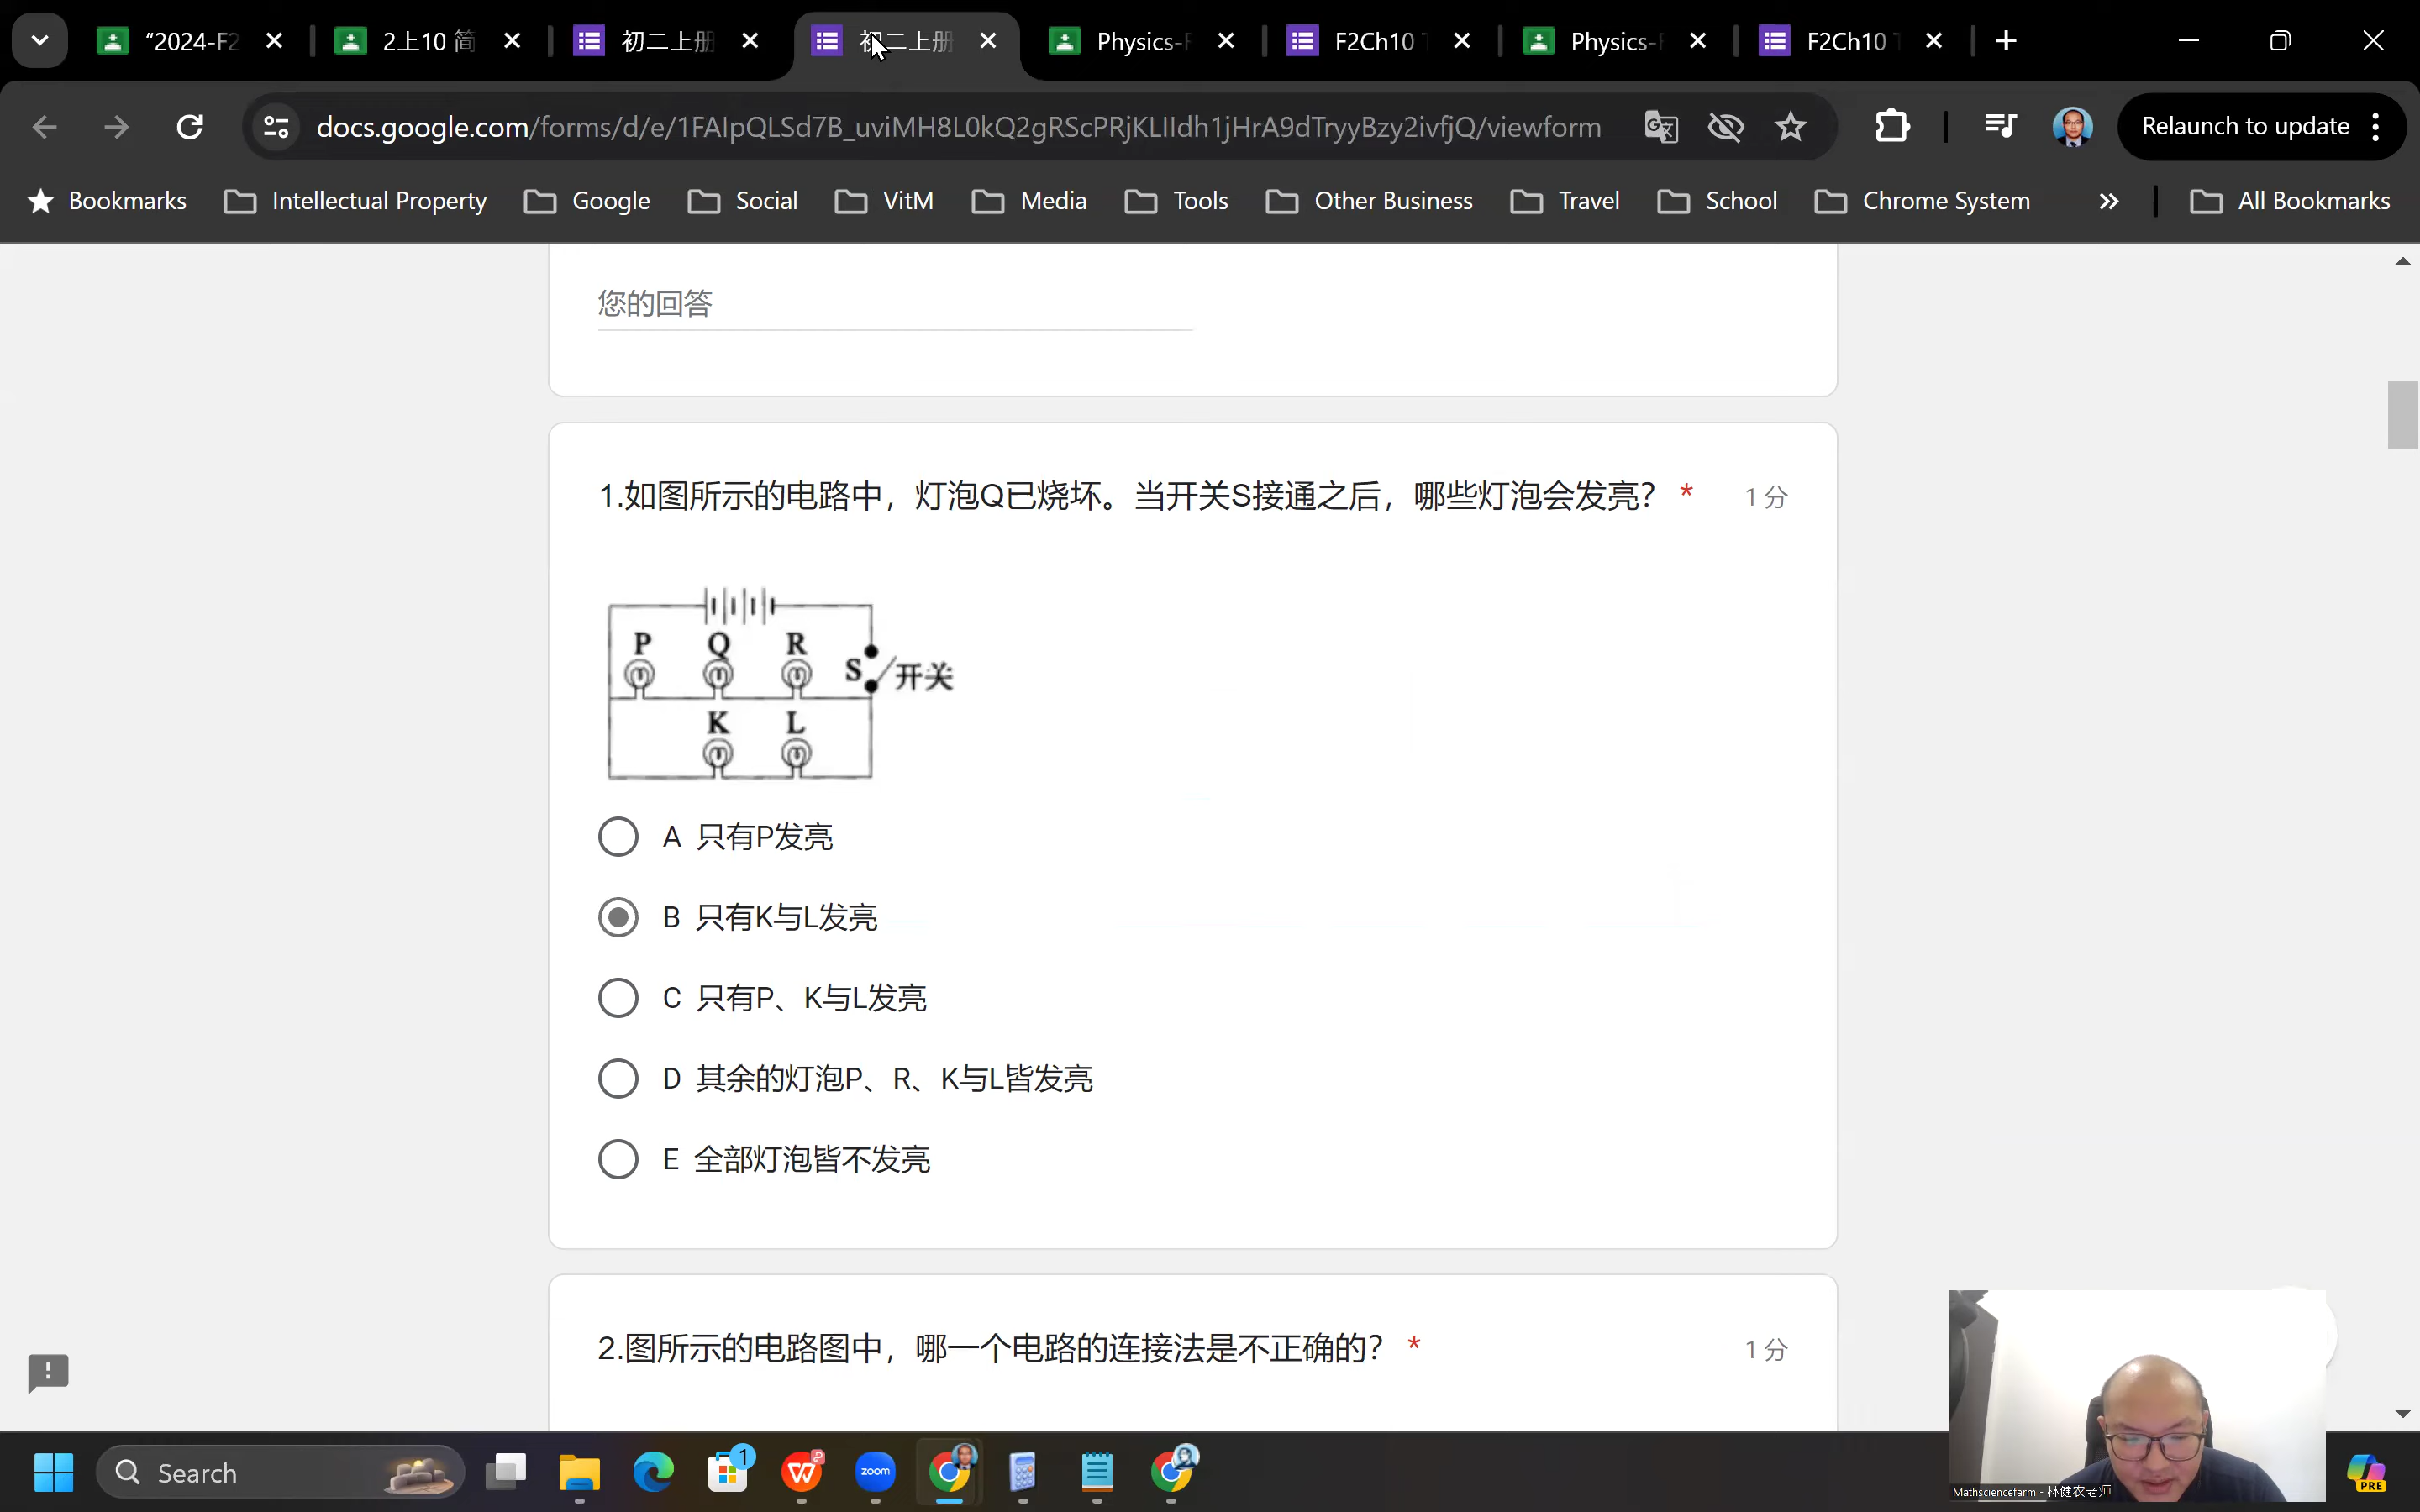 "2024-F2
2上10 简
初二上册
初二上册
Physics-F
F2Ch10 T
Physics-F
F2Ch10 T
docs.google.com/forms/d/e/1FAIpQLSd7B_uviMH8L0kQ2gRScPRjKLIIdh1jHrA9dTryyBzy2ivfjQ/viewform
Relaunch to update
Bookmarks
Intellectual Property
Google
Social
VitM
Media
Tools
Other Business
Travel
School
Chrome System
All Bookmarks
您的回答
1.如图所示的电路中，灯泡Q已烧坏。当开关S接通之后，哪些灯泡会发亮？ *
1 分
P Q R
S 开关
K L
A 只有P发亮
B 只有K与L发亮
C 只有P、K与L发亮
D 其余的灯泡P、R、K与L皆发亮
E 全部灯泡皆不发亮
2.图所示的电路图中，哪一个电路的连接法是不正确的？ *
1 分
Mathsciencefarm - 林健农老师
Search
1
zoom
PRE